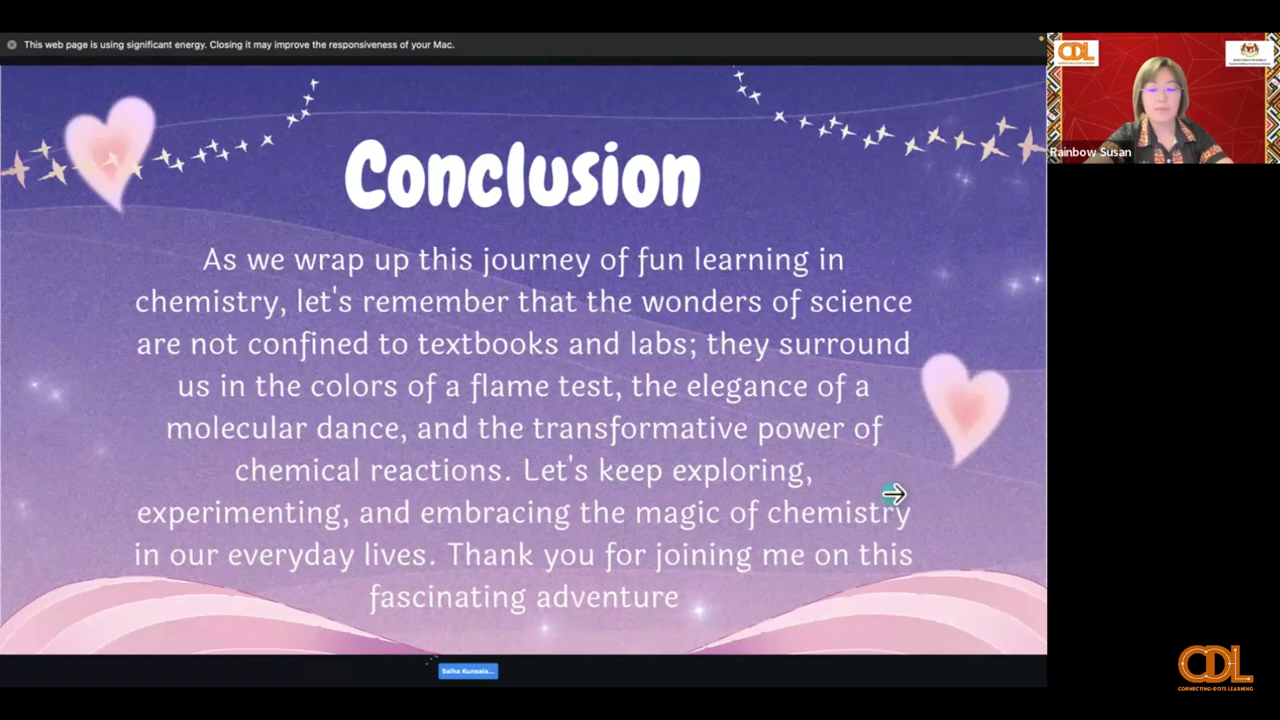 This web page is using significant energy. Closing it may improve the responsiveness of your Mac.
CDL
Rainbow Susan
Conclusion
As we wrap up this journey of fun learning in
chemistry, let's remember that the wonders of science
are not confined to textbooks and labs; they surround
us in the colors of a flame test, the elegance of a
molecular dance, and the transformative power of
chemical reactions. Let's keep exploring,
experimenting, and embracing the magic of chemistry
in our everyday lives. Thank you for joining me on this
fascinating adventure
CDL
CONNECTING-DOTS LEARNING